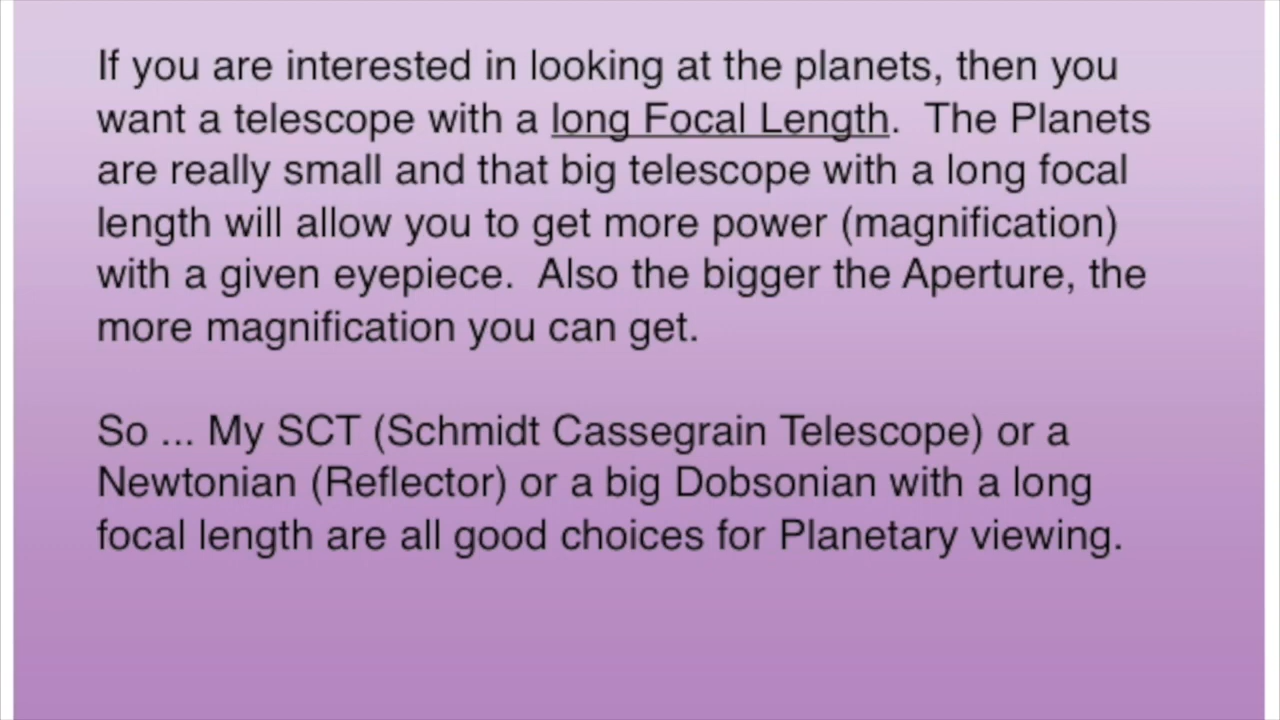 If you are interested in looking at the planets, then you
want a telescope with a long Focal Length.  The Planets
are really small and that big telescope with a long focal
length will allow you to get more power (magnification)
with a given eyepiece.  Also the bigger the Aperture, the
more magnification you can get.
So ... My SCT (Schmidt Cassegrain Telescope) or a
Newtonian (Reflector) or a big Dobsonian with a long
focal length are all good choices for Planetary viewing.